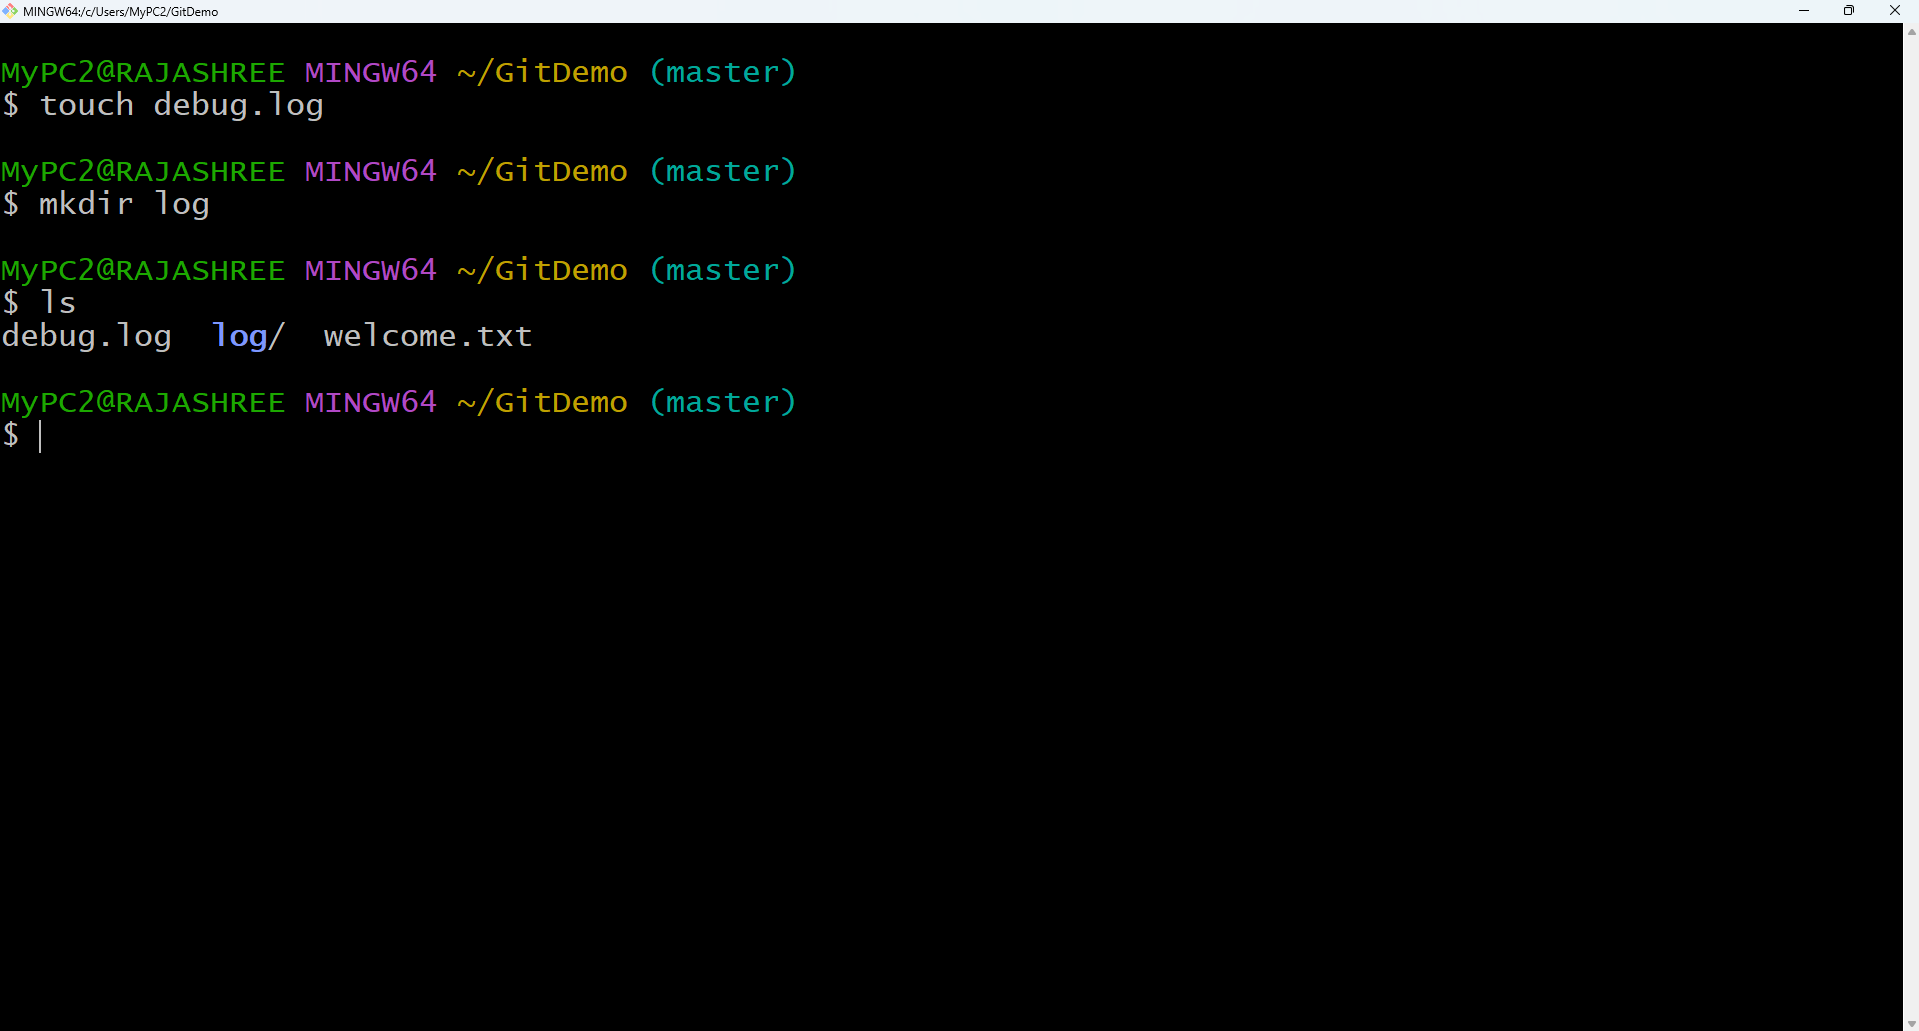 MINGW64:/c/Users/MyPC2/GitDemo
MyPC2@RAJASHREE MINGW64 ~/GitDemo (master)
$ touch debug.log
MyPC2@RAJASHREE MINGW64 ~/GitDemo (master)
$ mkdir log
MyPC2@RAJASHREE MINGW64 ~/GitDemo (master)
$ ls
debug.log  log/  welcome.txt
MyPC2@RAJASHREE MINGW64 ~/GitDemo (master)
$